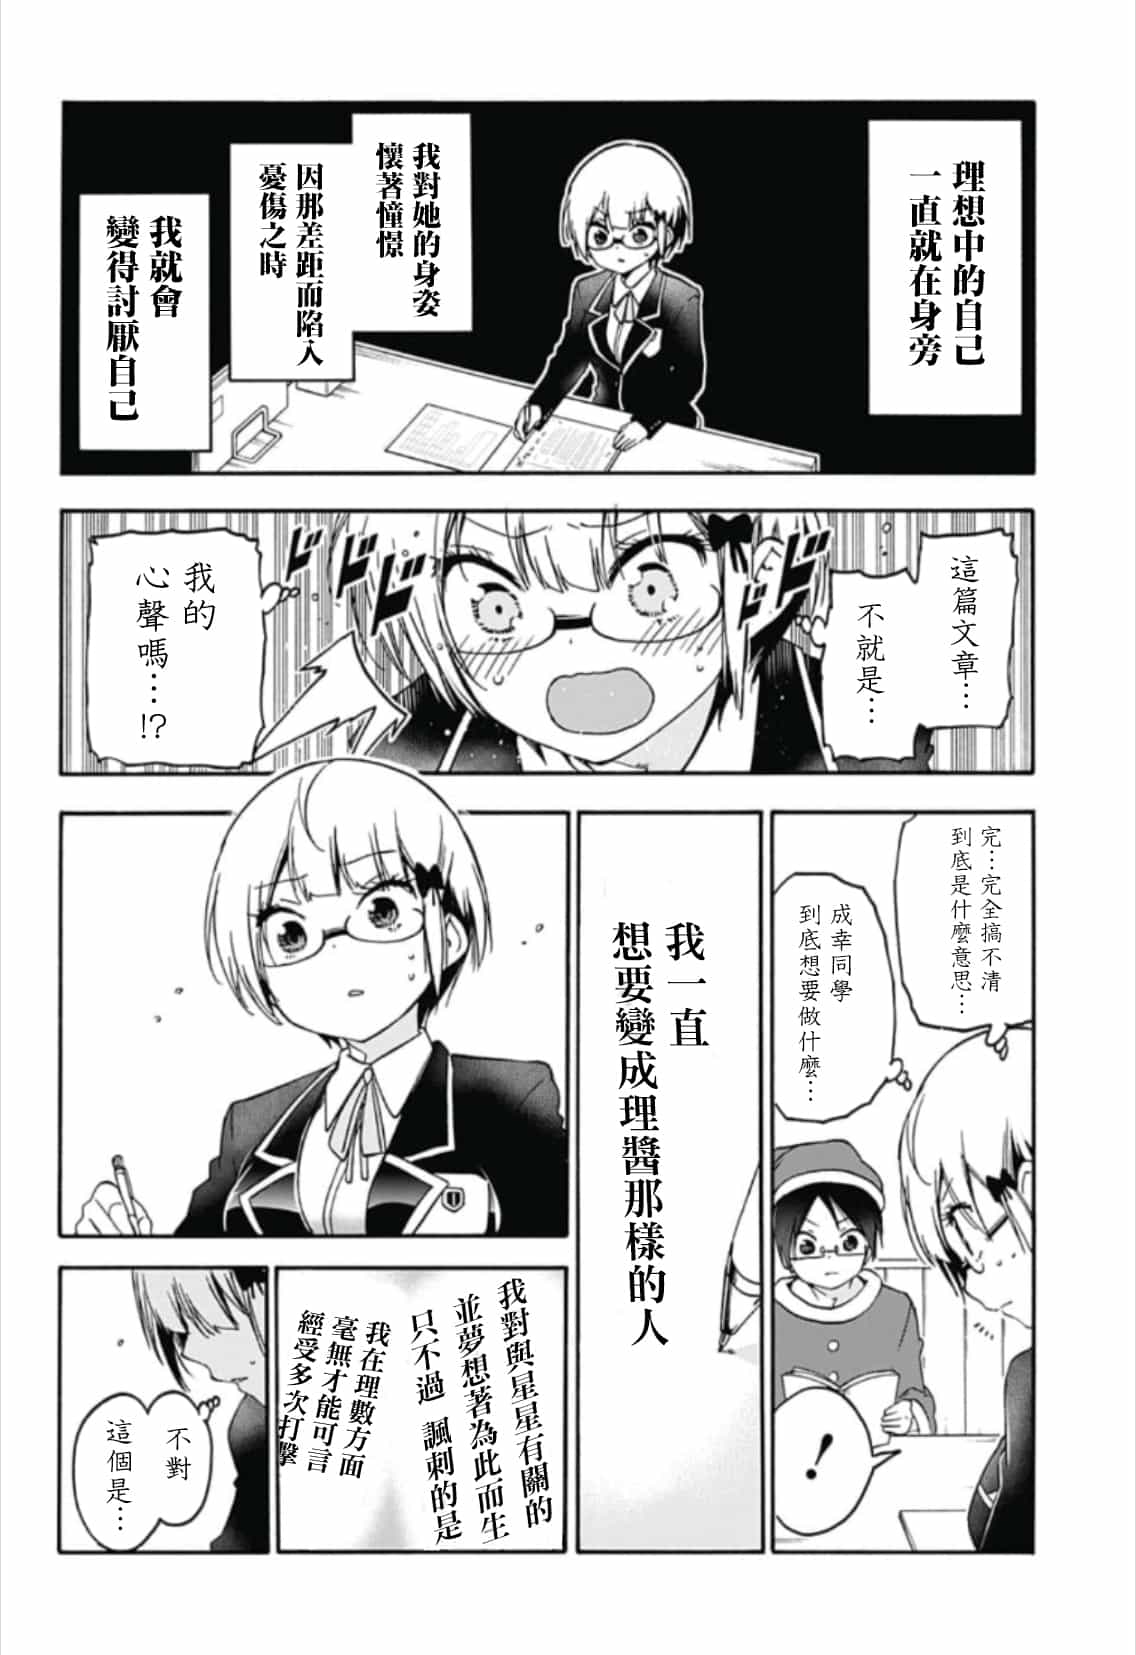 理想中的自己
一直就在身旁
我對她的身姿
懷著憧憬
因那差距而陷入
憂傷之時
我就會
變得討厭自己
這篇文章…
不就是…
ドドドドド
我的
心聲嗎…!?
完…完全搞不清
到底是什麼意思…
成幸同學
到底想要做什麼…
!
我一直
想要變成理醬那樣的人
我對與星星有關的
並夢想著為此而生
只不過 諷刺的是
我在理數方面
毫無才能可言
經受多次打擊
不對
這個是…